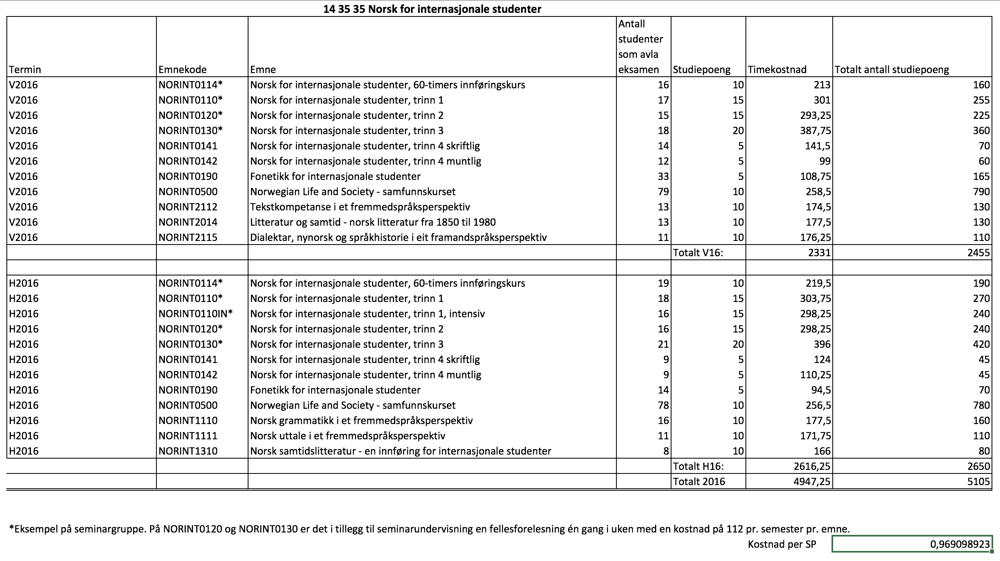 14 35 35 Norsk for internasjonale studenter
Termin Emnekode Emne Antall studenter som avla eksamen Studiepoeng Timekostnad Totalt antall studiepoeng
V2016 NORINT0114* Norsk for internasjonale studenter, 60-timers innføringskurs 16 10 213 160
V2016 NORINT0110* Norsk for internasjonale studenter, trinn 1 17 15 301 255
V2016 NORINT0120* Norsk for internasjonale studenter, trinn 2 15 15 293,25 225
V2016 NORINT0130* Norsk for internasjonale studenter, trinn 3 18 20 387,75 360
V2016 NORINT0141 Norsk for internasjonale studenter, trinn 4 skriftlig 14 5 141,5 70
V2016 NORINT0142 Norsk for internasjonale studenter, trinn 4 muntlig 12 5 99 60
V2016 NORINT0190 Fonetikk for internasjonale studenter 33 5 108,75 165
V2016 NORINT0500 Norwegian Life and Society - samfunnskurset 79 10 258,5 790
V2016 NORINT2112 Tekstkompetanse i et fremmedspråksperspektiv 13 10 174,5 130
V2016 NORINT2014 Litteratur og samtid - norsk litteratur fra 1850 til 1980 13 10 177,5 130
V2016 NORINT2115 Dialektar, nynorsk og språkhistorie i eit framandspråksperspektiv 11 10 176,25 110
Totalt V16: 2331 2455
H2016 NORINT0114* Norsk for internasjonale studenter, 60-timers innføringskurs 19 10 219,5 190
H2016 NORINT0110* Norsk for internasjonale studenter, trinn 1 18 15 303,75 270
H2016 NORINT0110IN* Norsk for internasjonale studenter, trinn 1, intensiv 16 15 298,25 240
H2016 NORINT0120* Norsk for internasjonale studenter, trinn 2 16 15 298,25 240
H2016 NORINT0130* Norsk for internasjonale studenter, trinn 3 21 20 396 420
H2016 NORINT0141 Norsk for internasjonale studenter, trinn 4 skriftlig 9 5 124 45
H2016 NORINT0142 Norsk for internasjonale studenter, trinn 4 muntlig 9 5 110,25 45
H2016 NORINT0190 Fonetikk for internasjonale studenter 14 5 94,5 70
H2016 NORINT0500 Norwegian Life and Society - samfunnskurset 78 10 256,5 780
H2016 NORINT1110 Norsk grammatikk i et fremmedspråksperspektiv 16 10 177,5 160
H2016 NORINT1111 Norsk uttale i et fremmedspråksperspektiv 11 10 171,75 110
H2016 NORINT1310 Norsk samtidslitteratur - en innføring for internasjonale studenter 8 10 166 80
Totalt H16: 2616,25 2650
Totalt 2016 4947,25 5105
*Eksempel på seminargruppe. På NORINT0120 og NORINT0130 er det i tillegg til seminarundervisning en fellesforelesning én gang i uken med en kostnad på 112 pr. semester pr. emne.
Kostnad per SP 0,969098923